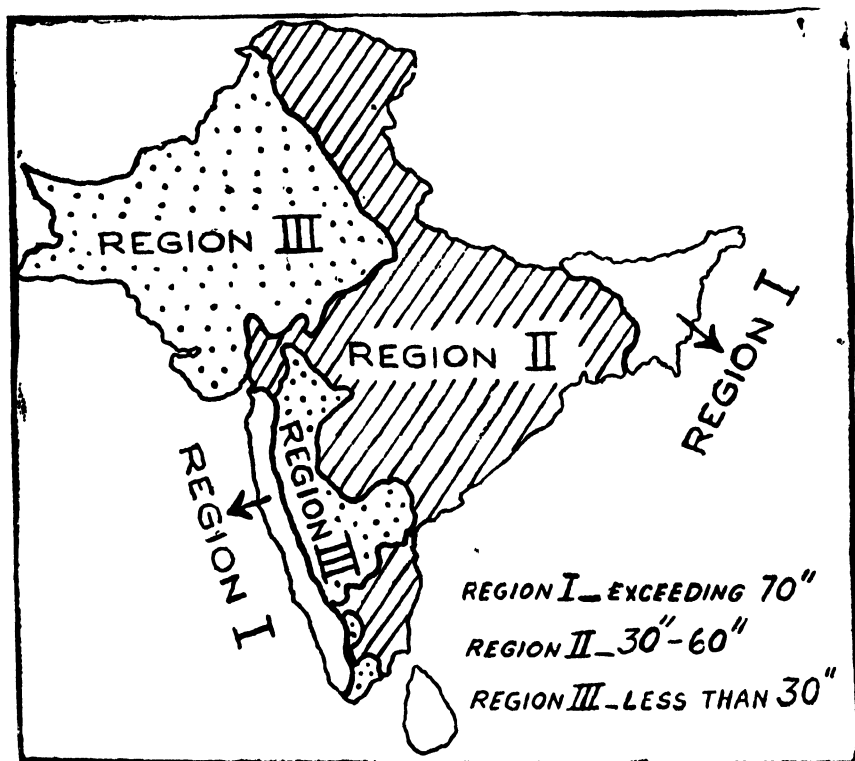 REGION III
REGION II
REGION I
REGION III
REGION I
REGION I_EXCEEDING 70"
REGION II_30"-60"
REGION III_LESS THAN 30"